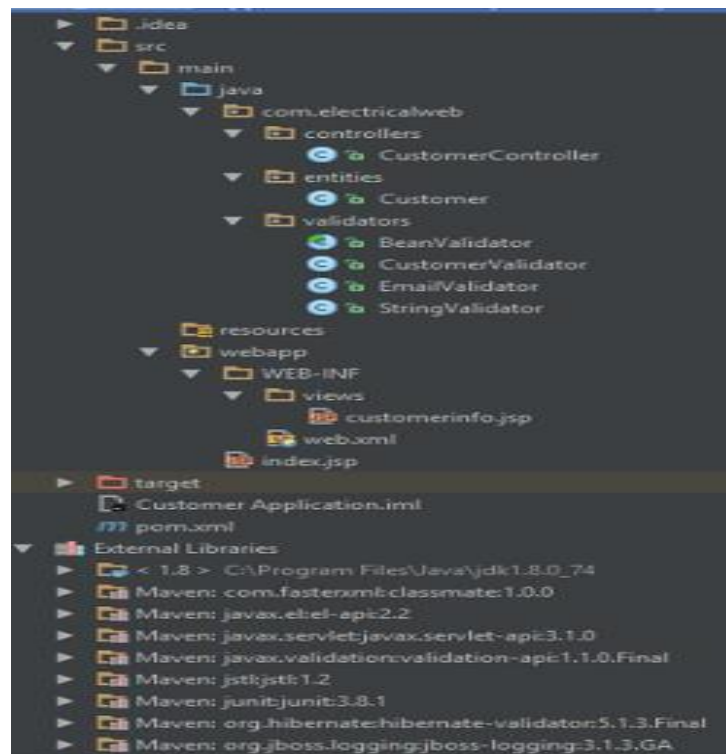 .idea
src
main
java
com.electricalweb
controllers
CustomerController
entities
Customer
validators
BeanValidator
CustomerValidator
EmailValidator
StringValidator
resources
webapp
WEB-INF
views
customerinfo.jsp
web.xml
index.jsp
target
Customer Application.iml
pom.xml
External Libraries
< 1.8 > C:\Program Files\Java\jdk1.8.0_74
Maven: com.fasterxml:classmate:1.0.0
Maven: javax.el:el-api:2.2
Maven: javax.servlet:javax.servlet-api:3.1.0
Maven: javax.validation:validation-api:1.1.0.Final
Maven: jstl:jstl:1.2
Maven: junit:junit:3.8.1
Maven: org.hibernate:hibernate-validator:5.1.3.Final
Maven: org.jboss.logging:jboss-logging:3.1.3.GA